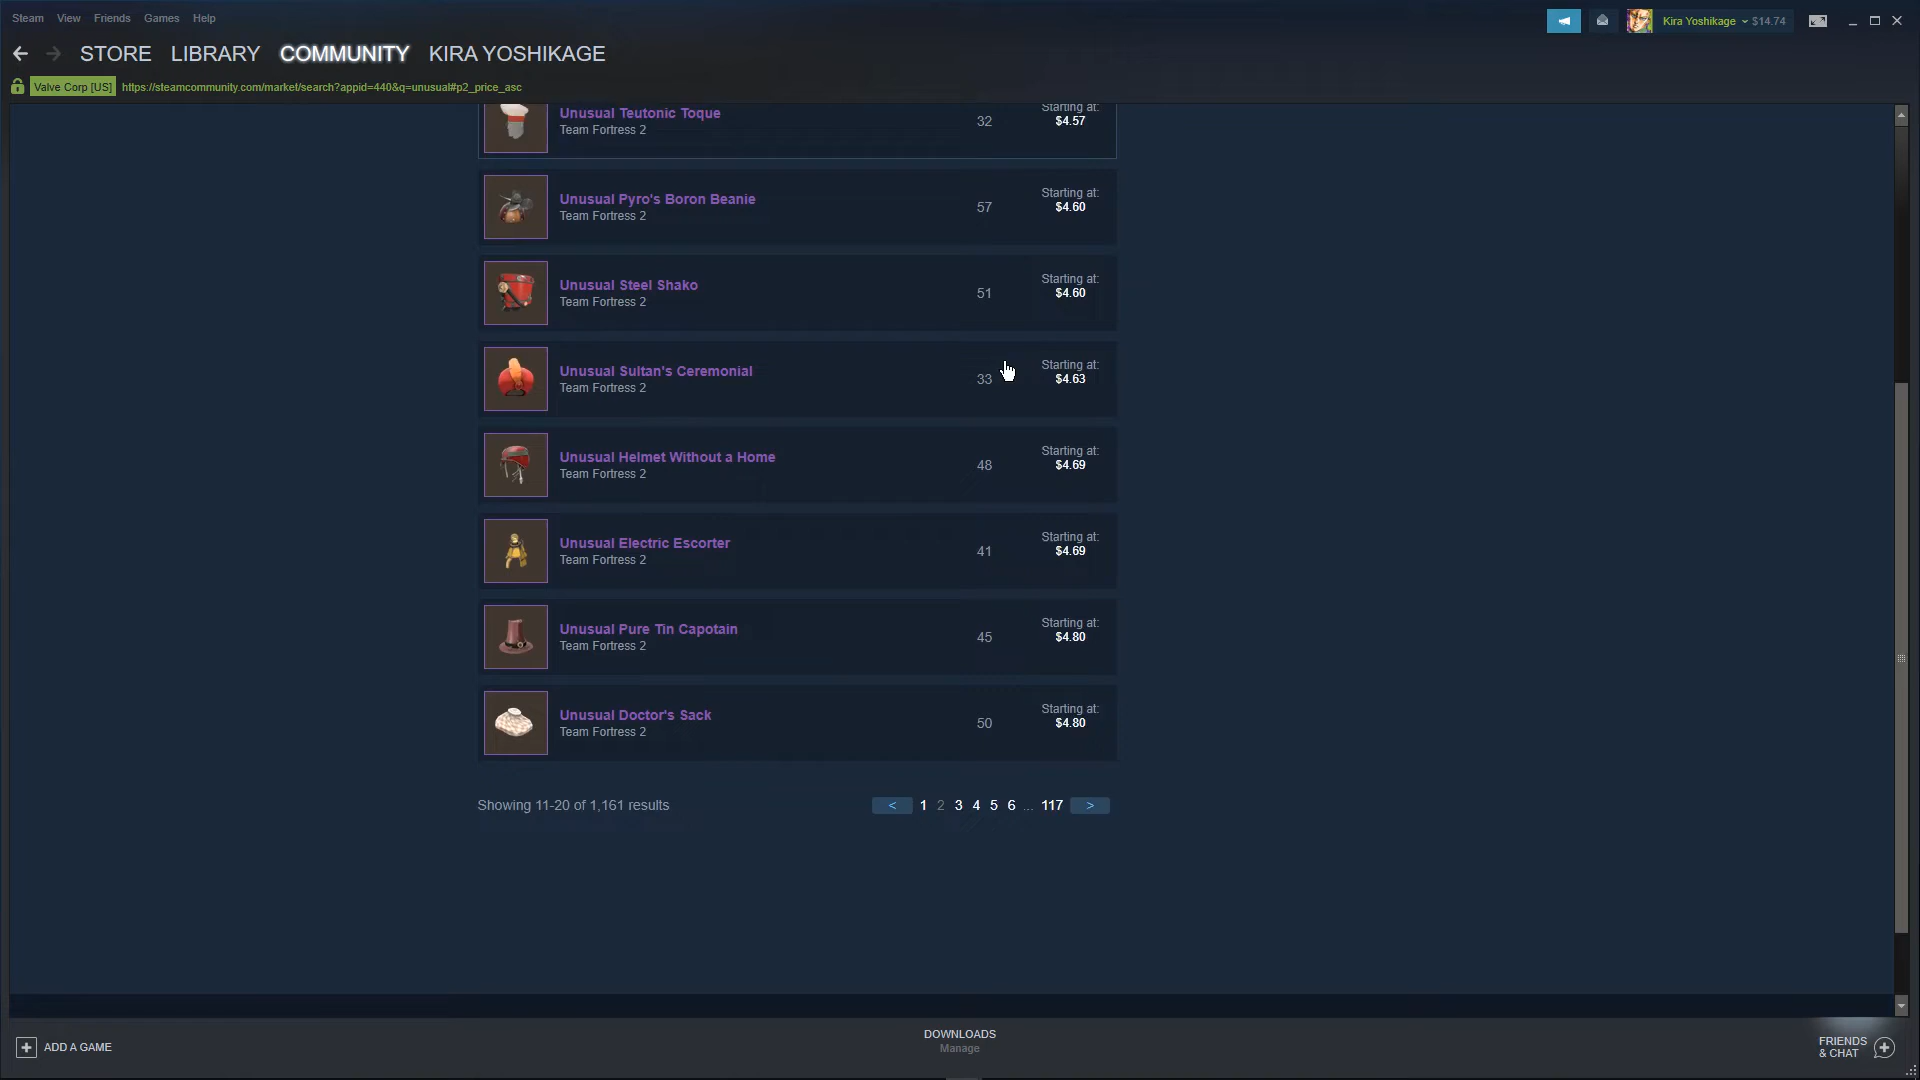 Steam View Friends Games Help
Kira Yoshikage $14.74
STORE LIBRARY COMMUNITY KIRA YOSHIKAGE
Valve Corp [US] https://steamcommunity.com/market/search?appid=440&q=unusual#p2_price_asc
Unusual Teutonic Toque
Team Fortress 2
32
Starting at:
$4.57
Unusual Pyro's Boron Beanie
Team Fortress 2
57
Starting at:
$4.60
Unusual Steel Shako
Team Fortress 2
51
Starting at:
$4.60
Unusual Sultan's Ceremonial
Team Fortress 2
33
Starting at:
$4.63
Unusual Helmet Without a Home
Team Fortress 2
48
Starting at:
$4.69
Unusual Electric Escorter
Team Fortress 2
41
Starting at:
$4.69
Unusual Pure Tin Capotain
Team Fortress 2
45
Starting at:
$4.80
Unusual Doctor's Sack
Team Fortress 2
50
Starting at:
$4.80
Showing 11-20 of 1,161 results
< 1 2 3 4 5 6 ... 117 >
ADD A GAME
DOWNLOADS
Manage
FRIENDS
& CHAT